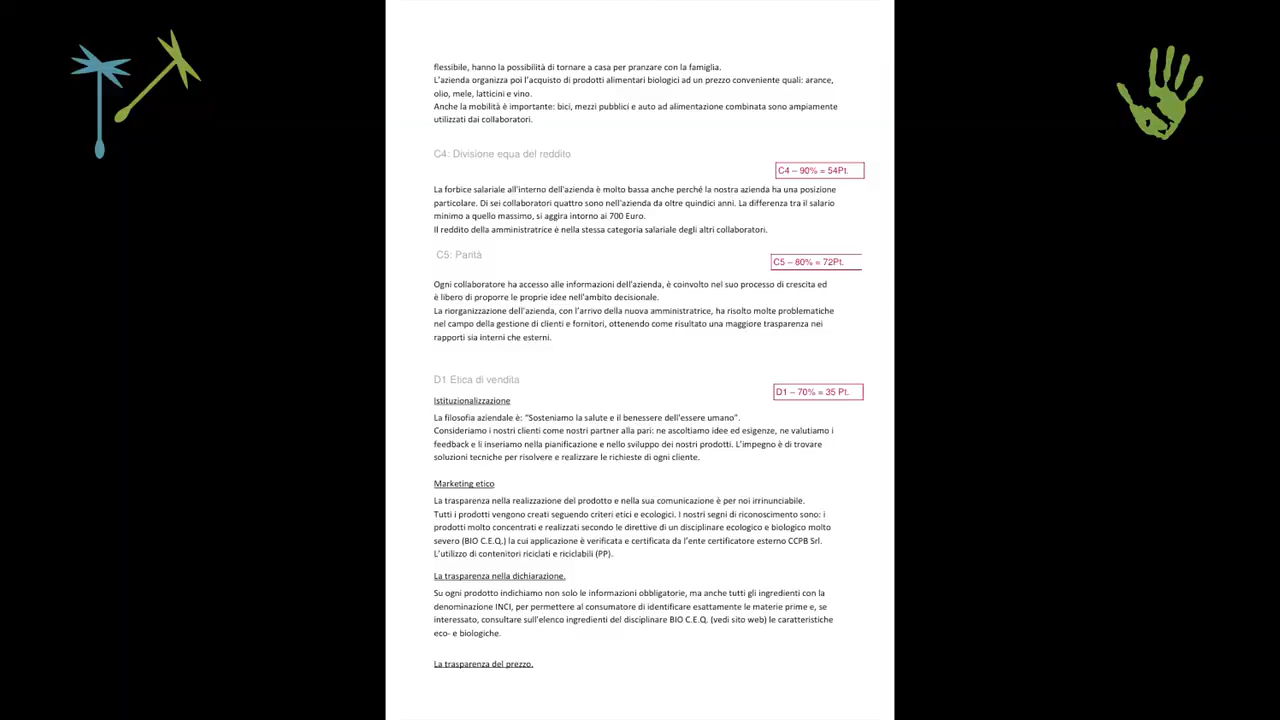 flessibile, hanno la possibilità di tornare a casa per pranzare con la famiglia.
L'azienda organizza poi l'acquisto di prodotti alimentari biologici ad un prezzo conveniente quali: arance,
olio, mele, latticini e vino.
Anche la mobilità è importante: bici, mezzi pubblici e auto ad alimentazione combinata sono ampiamente
utilizzati dai collaboratori.
C4: Divisione equa del reddito
C4 – 90% = 54Pt.
La forbice salariale all'interno dell'azienda è molto bassa anche perché la nostra azienda ha una posizione
particolare. Di sei collaboratori quattro sono nell'azienda da oltre quindici anni. La differenza tra il salario
minimo a quello massimo, si aggira intorno ai 700 Euro.
Il reddito della amministratrice è nella stessa categoria salariale degli altri collaboratori.
C5: Parità
C5 – 80% = 72Pt.
Ogni collaboratore ha accesso alle informazioni dell'azienda, è coinvolto nel suo processo di crescita ed
è libero di proporre le proprie idee nell'ambito decisionale.
La riorganizzazione dell'azienda, con l'arrivo della nuova amministratrice, ha risolto molte problematiche
nel campo della gestione di clienti e fornitori, ottenendo come risultato una maggiore trasparenza nei
rapporti sia interni che esterni.
D1 Etica di vendita
D1 – 70% = 35 Pt.
Istituzionalizzazione
La filosofia aziendale è: "Sosteniamo la salute e il benessere dell'essere umano".
Consideriamo i nostri clienti come nostri partner alla pari: ne ascoltiamo idee ed esigenze, ne valutiamo i
feedback e li inseriamo nella pianificazione e nello sviluppo dei nostri prodotti. L'impegno è di trovare
soluzioni tecniche per risolvere e realizzare le richieste di ogni cliente.
Marketing etico
La trasparenza nella realizzazione del prodotto e nella sua comunicazione è per noi irrinunciabile.
Tutti i prodotti vengono creati seguendo criteri etici e ecologici. I nostri segni di riconoscimento sono: i
prodotti molto concentrati e realizzati secondo le direttive di un disciplinare ecologico e biologico molto
severo (BIO C.E.Q.) la cui applicazione è verificata e certificata da l'ente certificatore esterno CCPB Srl.
L'utilizzo di contenitori riciclati e riciclabili (PP).
La trasparenza nella dichiarazione.
Su ogni prodotto indichiamo non solo le informazioni obbligatorie, ma anche tutti gli ingredienti con la
denominazione INCI, per permettere al consumatore di identificare esattamente le materie prime e, se
interessato, consultare sull'elenco ingredienti del disciplinare BIO C.E.Q. (vedi sito web) le caratteristiche
eco- e biologiche.
La trasparenza del prezzo.